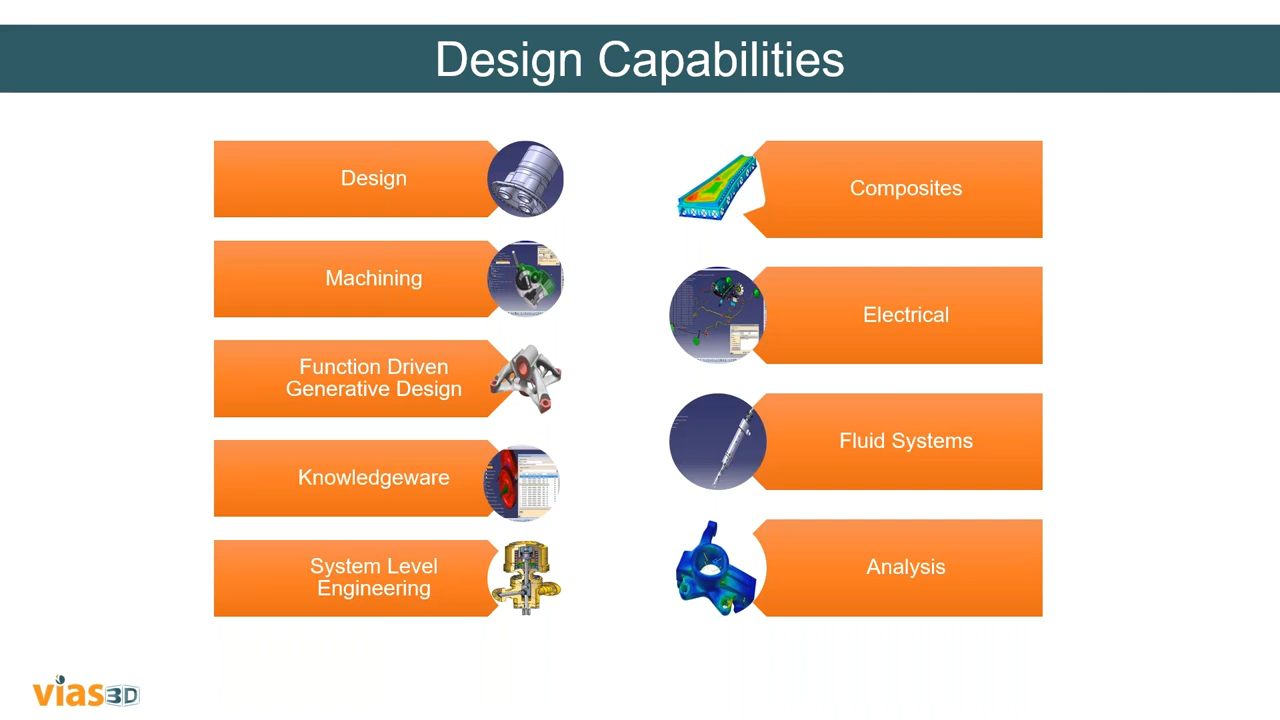 Design Capabilities
Design
Machining
Function Driven
Generative Design
Knowledgeware
System Level
Engineering
Composites
Electrical
Fluid Systems
Analysis
vias3D